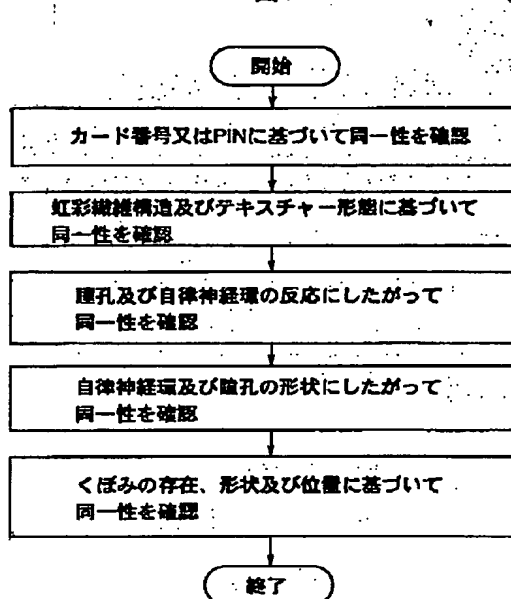 開始
カード番号又はPINに基づいて同一性を確認
虹彩繊維構造及びテキスチャー形態に基づいて
同一性を確認
瞳孔及び自律神経環の反応にしたがって
同一性を確認
自律神経環及び瞳孔の形状にしたがって
同一性を確認
くぼみの存在、形状及び位置に基づいて
同一性を確認
終了